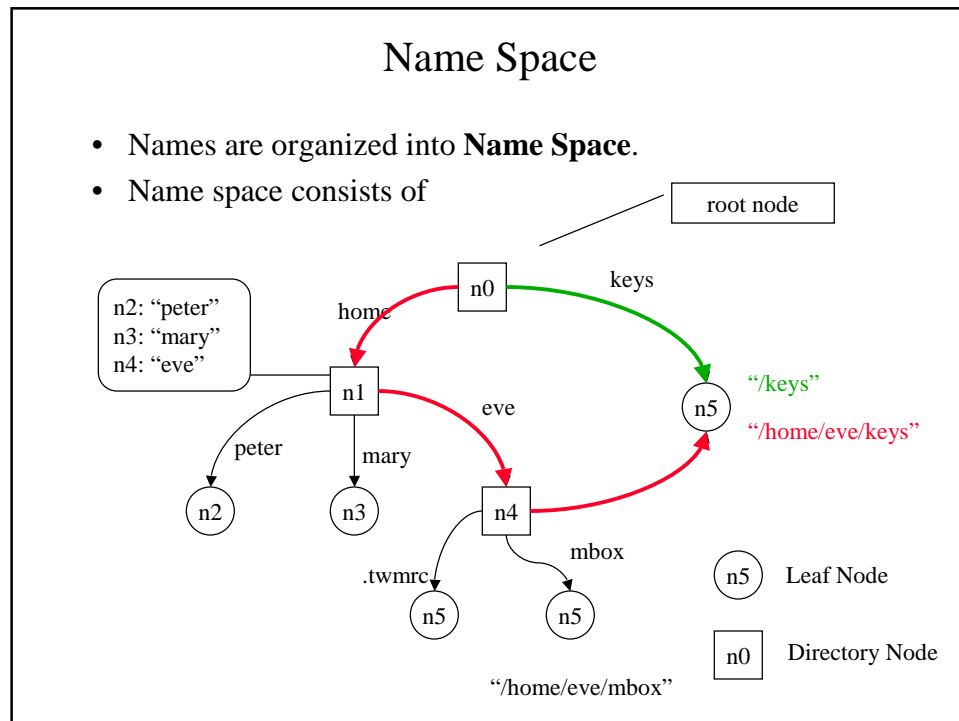 Name Space
• Names are organized into Name Space.
• Name space consists of
root node
n0
keys
home
n2: “peter”
n3: “mary”
n4: “eve”
n1
eve
n5
“/keys”
“/home/eve/keys”
peter
mary
n2
n3
n4
.twmrc
mbox
n5
n5
n5
Leaf Node
n0
Directory Node
“/home/eve/mbox”